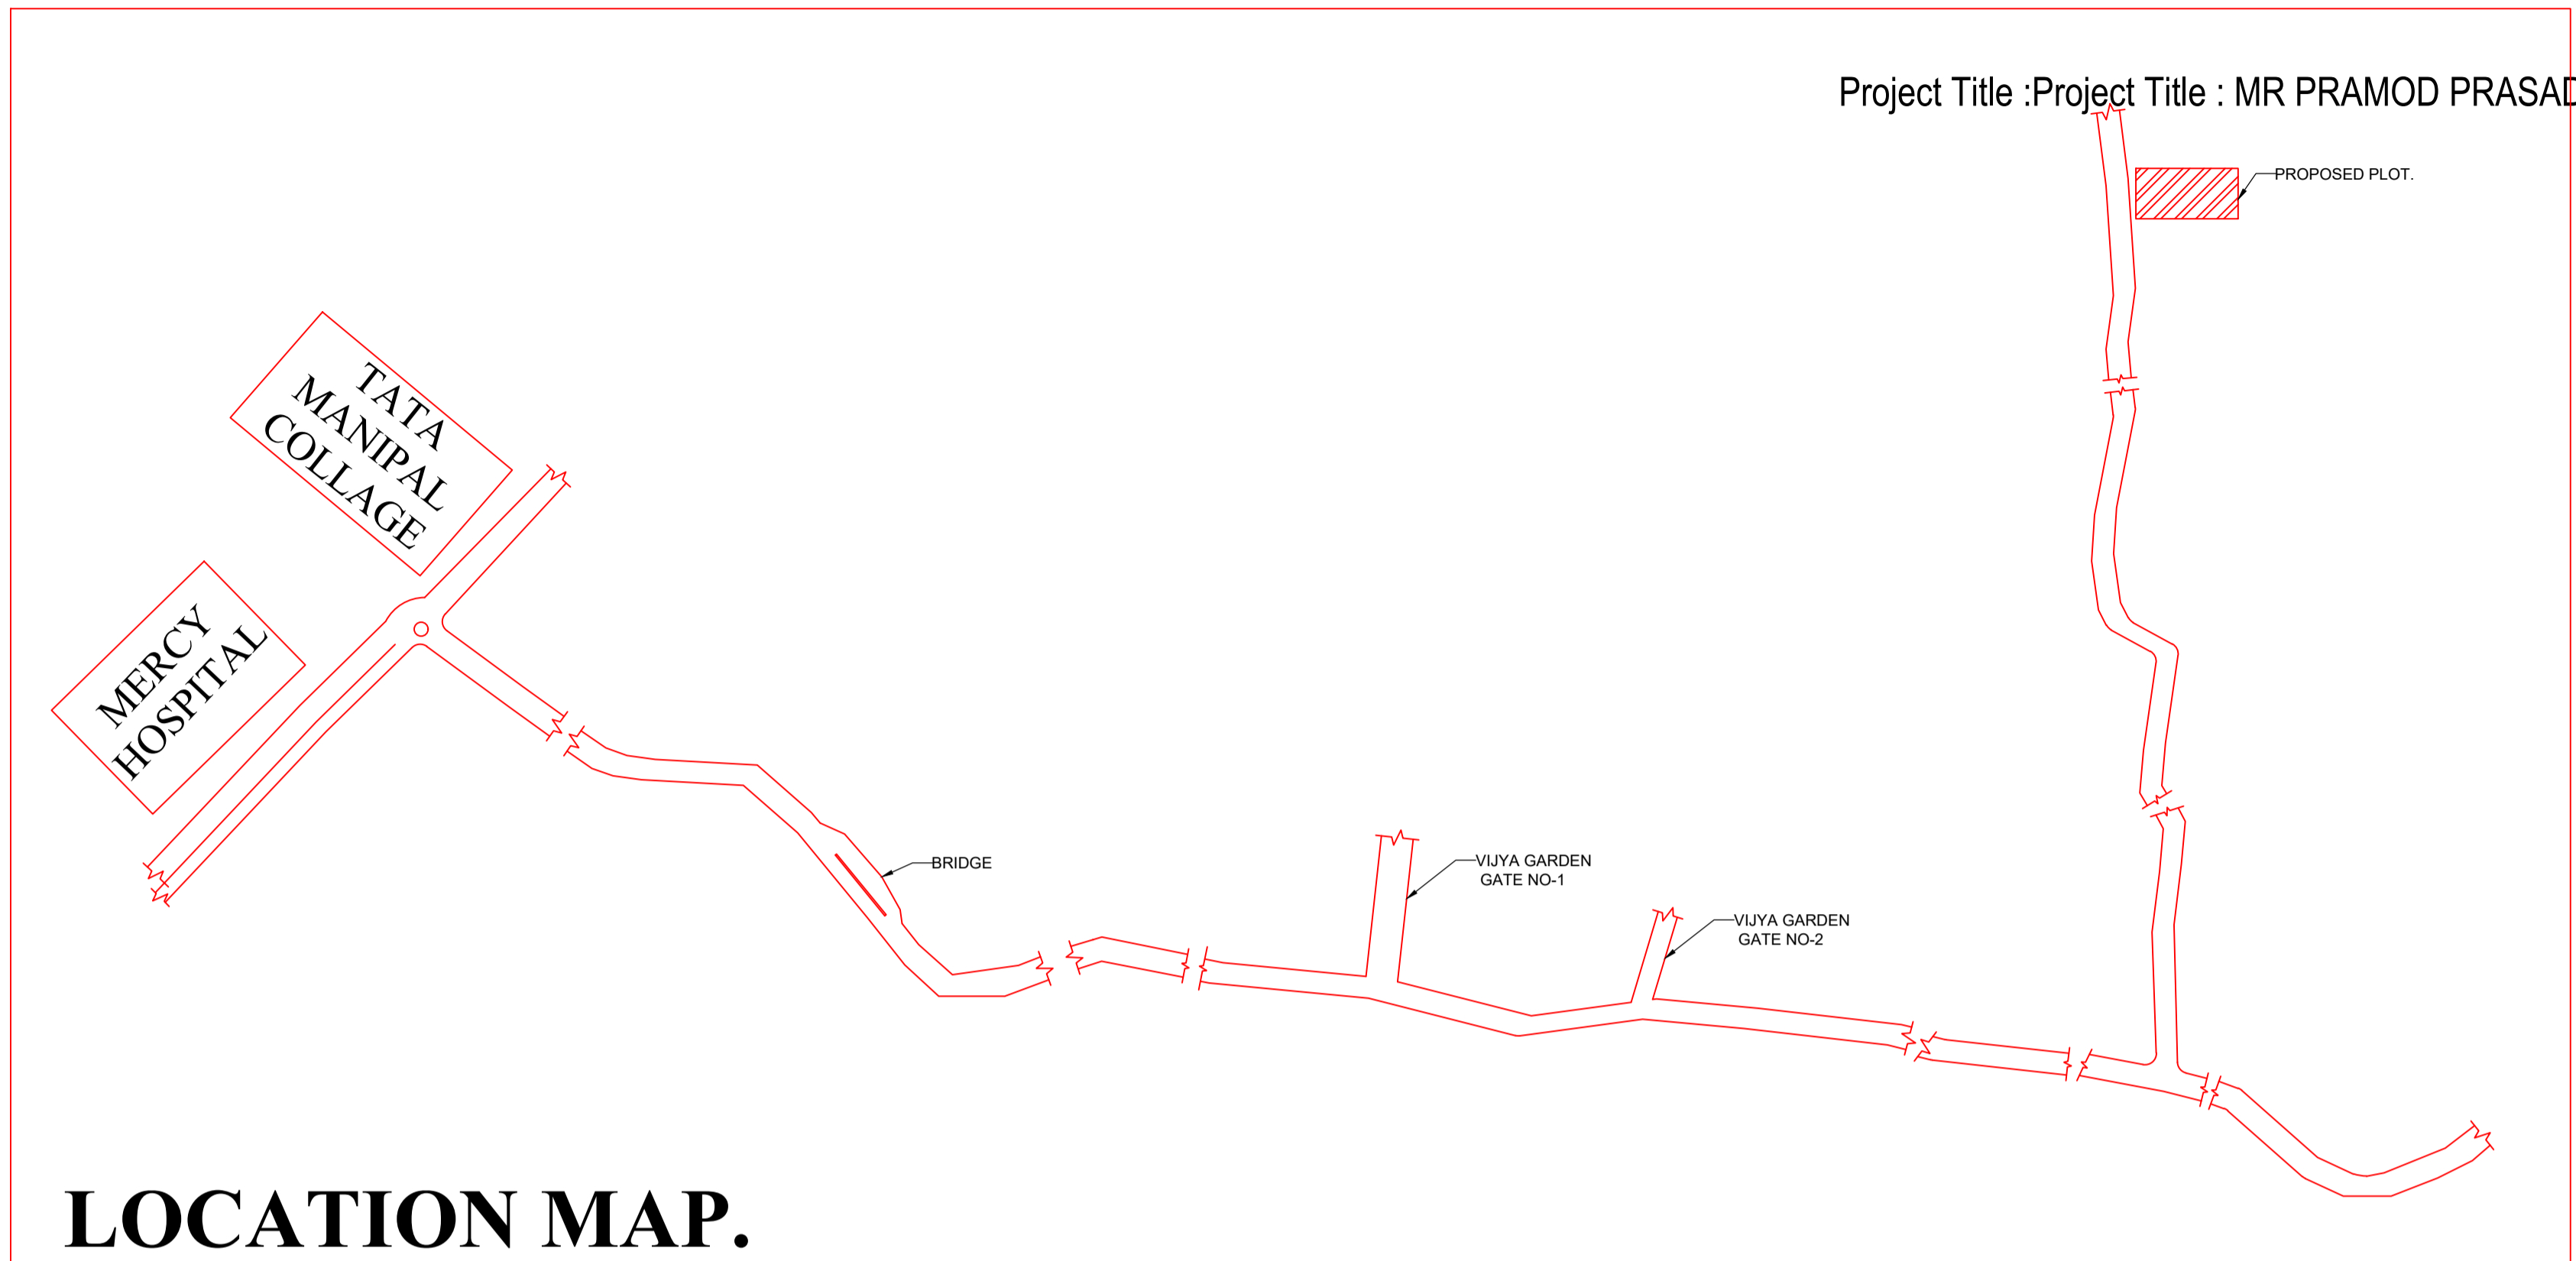 Project Title :Project Title : MR PRAMOD PRASAD
PROPOSED PLOT.
TATA
MANIPAL
COLLAGE
MERCY
HOSPITAL
BRIDGE
VIJYA GARDEN
GATE NO-1
VIJYA GARDEN
GATE NO-2
LOCATION MAP.